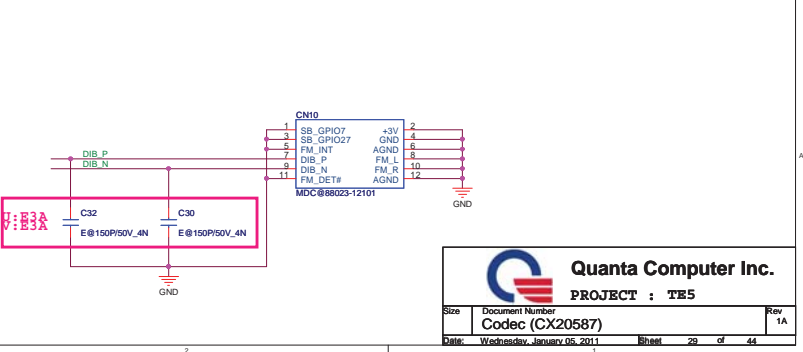 CN10
1 SB_GPIO7 +3V 2
3 SB_GPIO27 GND 4
5 FM_INT AGND 6
DIB_P 7 DIB_P FM_L 8
DIB_N 9 DIB_N FM_R 10
11 FM_DET# AGND 12
MDC@88023-12101
A
GND
U:E3A
V:E3A
C32
E@150P/50V_4N
C30
E@150P/50V_4N
GND
Quanta Computer Inc.
PROJECT : TE5
Size Document Number Rev
Codec (CX20587) 1A
Date: Wednesday, January 05, 2011 Sheet 29 of 44
2 1